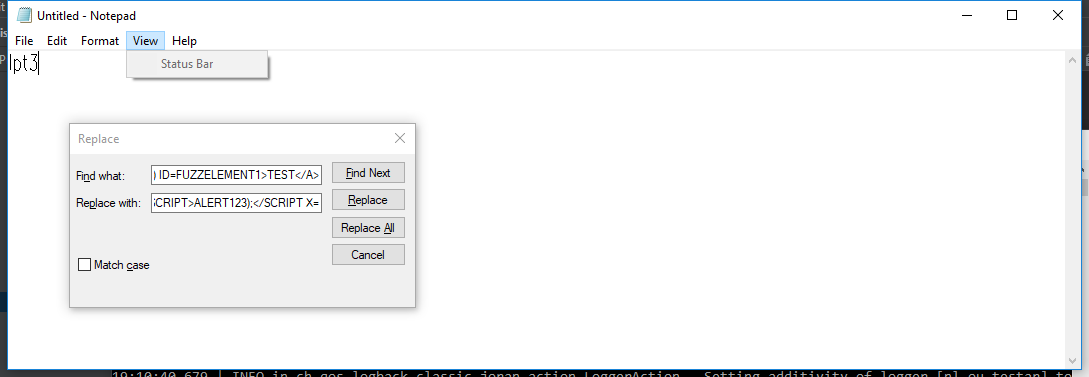 Untitled - Notepad
File Edit Format View Help
lpt3
Status Bar
Replace
Find what: ) ID=FUZZELEMENT1>TEST</A> Find Next
Replace with: CRIPT>ALERT123);</SCRIPT X= Replace
Replace All
Cancel
Match case
19:10:40,679 | INFO in ch.qos.logback.classic.joran.action.LoggerAction - Setting additivity of logger [nl.ou.testar] to